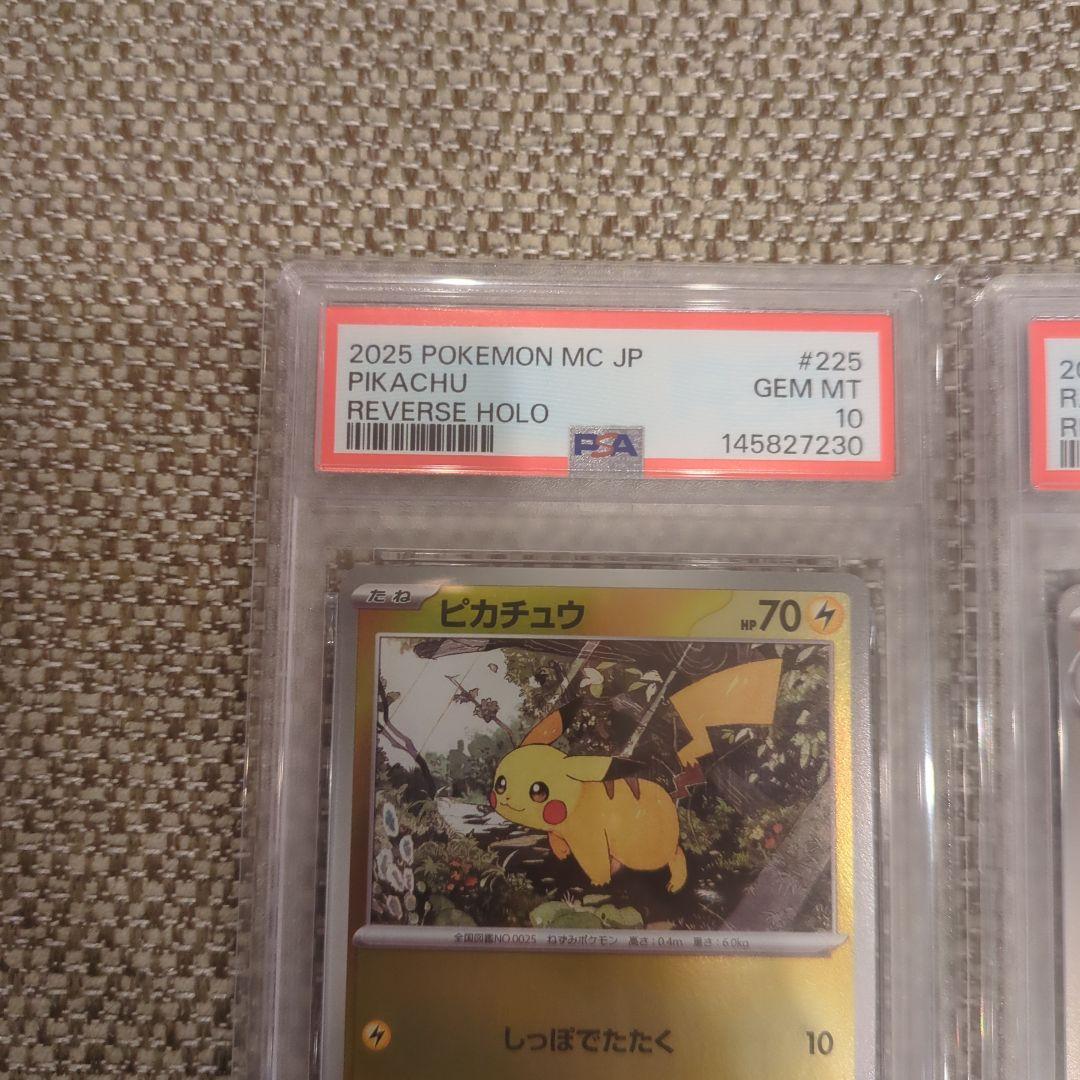 2025 POKEMON MC JP #225
PIKACHU GEM MT
REVERSE HOLO 10
PSA 145827230
たね ピカチュウ HP70
全国図鑑NO.0025 ねずみポケモン 高さ:0.4m 重さ:6.0kg
しっぽでたたく 10